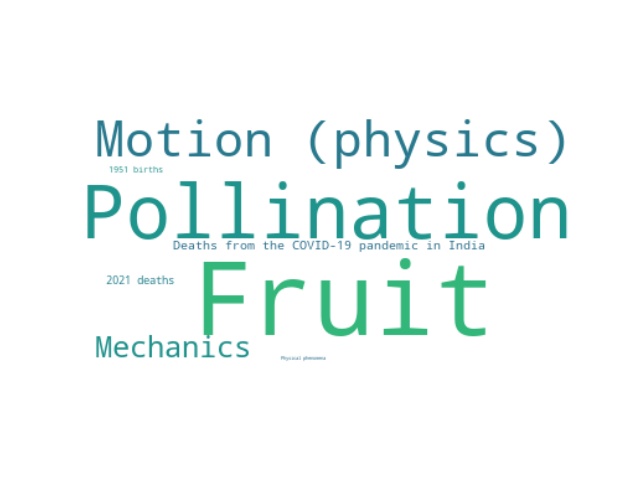 Motion (physics)
1951 births
Pollination
Deaths from the COVID-19 pandemic in India
2021 deaths
Fruit
Mechanics
Physical phenomena